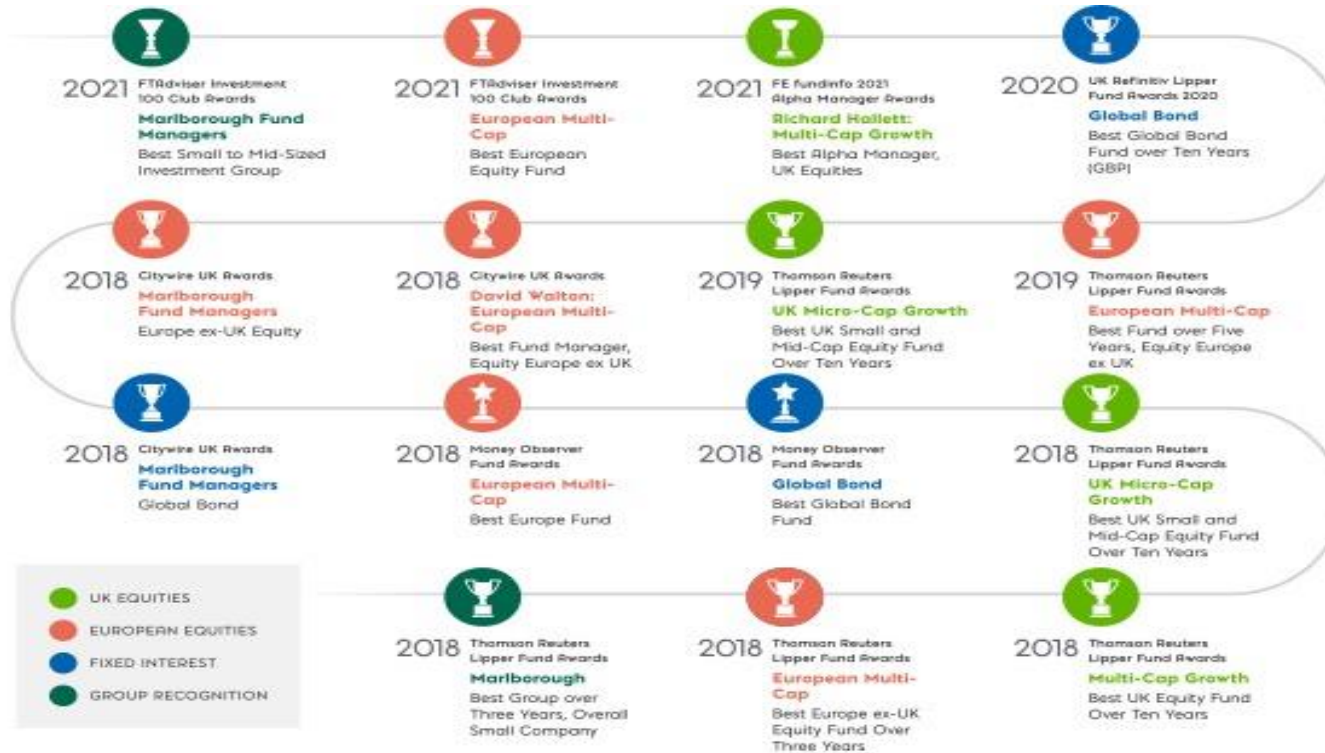 2021
FTAdviser Investment
100 Club Awards
Marlborough Fund
Managers
Best Small to Mid-Sized
Investment Group
2021
FTAdviser Investment
100 Club Awards
European Multi-
Cap
Best European
Equity Fund
2021
FE fundinfo 2021
Alpha Manager Awards
Richard Hallett:
Multi-Cap Growth
Best Alpha Manager,
UK Equities
2020
UK Refinitiv Lipper
Fund Awards 2020
Global Bond
Best Global Bond
Fund over Ten Years
(GBP)
2018
Citywire UK Awards
Marlborough
Fund Managers
Europe ex-UK Equity
2018
Citywire UK Awards
David Walton:
European Multi-
Cap
Best Fund Manager,
Equity Europe ex UK
2019
Thomson Reuters
Lipper Fund Awards
UK Micro-Cap Growth
Best UK Small and
Mid-Cap Equity Fund
Over Ten Years
2019
Thomson Reuters
Lipper Fund Awards
European Multi-Cap
Best Fund over Five
Years, Equity Europe
ex UK
2018
Citywire UK Awards
Marlborough
Fund Managers
Global Bond
2018
Money Observer
Fund Awards
European Multi-
Cap
Best Europe Fund
2018
Money Observer
Fund Awards
Global Bond
Best Global Bond
Fund
2018
Thomson Reuters
Lipper Fund Awards
UK Micro-Cap
Growth
Best UK Small and
Mid-Cap Equity Fund
Over Ten Years
UK EQUITIES
EUROPEAN EQUITIES
FIXED INTEREST
GROUP RECOGNITION
2018
Thomson Reuters
Lipper Fund Awards
Marlborough
Best Group over
Three Years, Overall
Small Company
2018
Thomson Reuters
Lipper Fund Awards
European Multi-
Cap
Best Europe ex-UK
Equity Fund Over
Three Years
2018
Thomson Reuters
Lipper Fund Awards
Multi-Cap Growth
Best UK Equity Fund
Over Ten Years